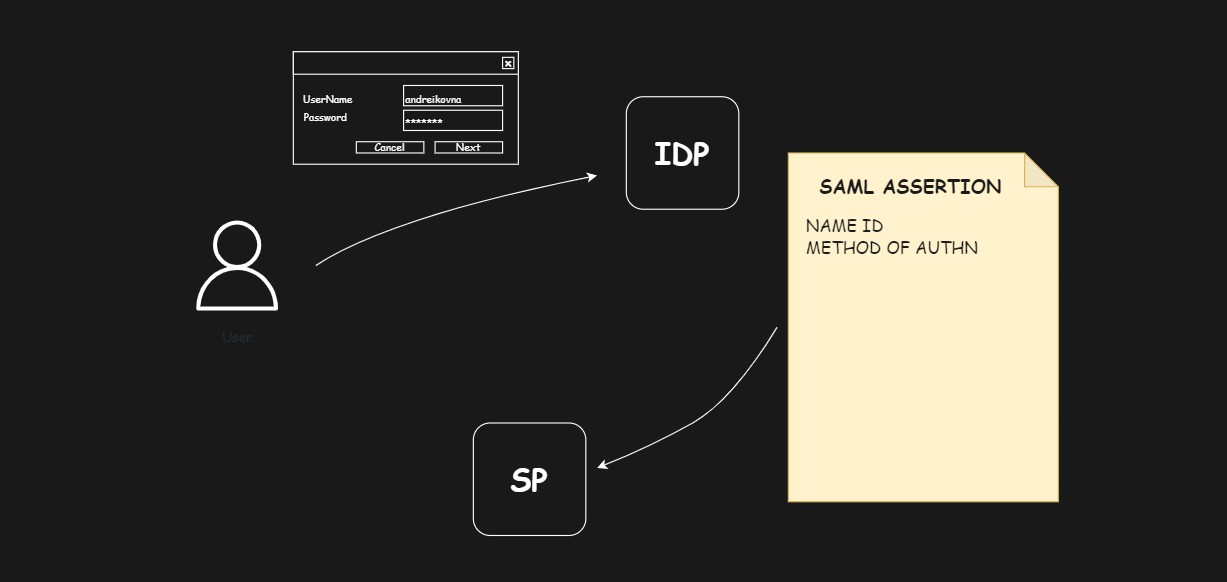 UserName
andreikovna
Password
*******
Cancel
Next
IDP
SAML ASSERTION
NAME ID
METHOD OF AUTHN
User
SP